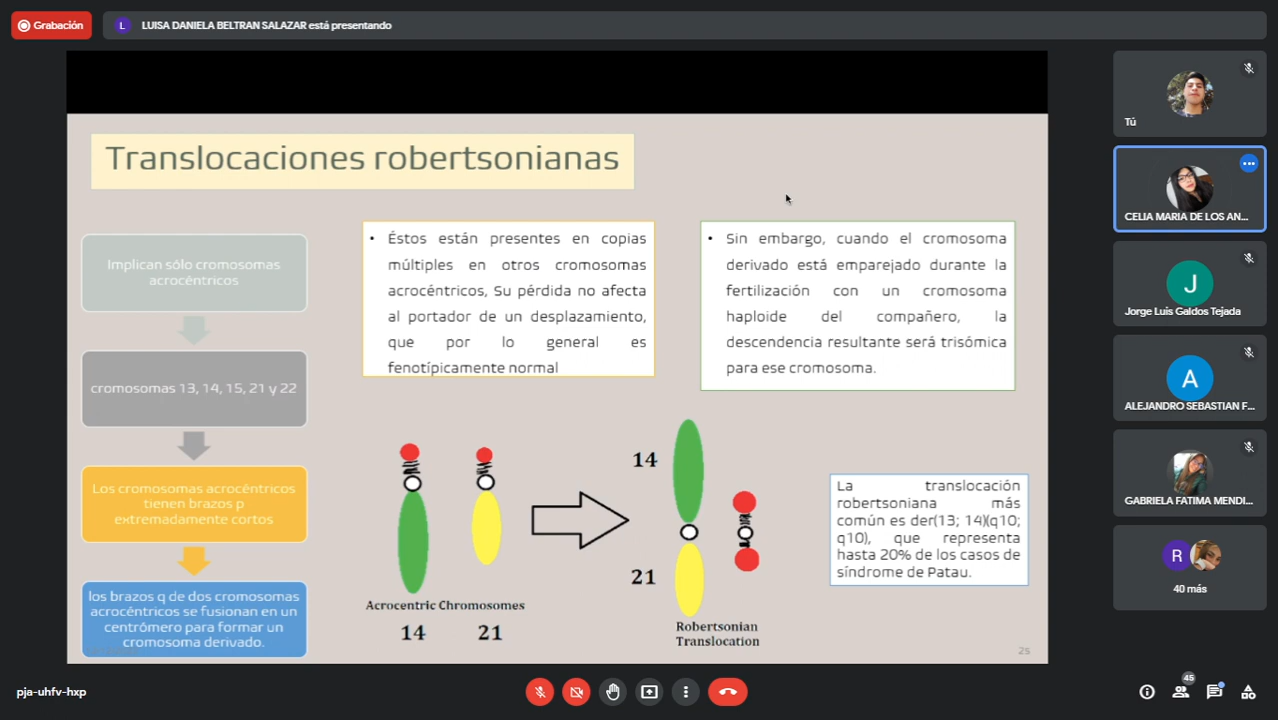 Grabación
L
LUISA DANIELA BELTRAN SALAZAR está presentando
Translocaciones robertsonianas
Implican sólo cromosomas
acrocéntricos
cromosomas 13, 14, 15, 21 y 22
Los cromosomas acrocéntricos
tienen brazos p
extremadamente cortos
los brazos q de dos cromosomas
acrocéntricos se fusionan en un
centrómero para formar un
cromosoma derivado.
• Éstos están presentes en copias
múltiples en otros cromosomas
acrocéntricos, Su pérdida no afecta
al portador de un desplazamiento,
que por lo general es
fenotípicamente normal
• Sin embargo, cuando el cromosoma
derivado está emparejado durante la
fertilización con un cromosoma
haploide del compañero, la
descendencia resultante será trisómica
para ese cromosoma.
Acrocentric Chromosomes
14 21
14
21
Robertsonian
Translocation
La translocación
robertsoniana más
común es der(13; 14)(q10;
q10), que representa
hasta 20% de los casos de
síndrome de Patau.
25
Tú
CELIA MARIA DE LOS AN...
J
Jorge Luis Galdos Tejada
A
ALEJANDRO SEBASTIAN F...
GABRIELA FATIMA MENDI...
R
40 más
pja-uhfv-hxp
45